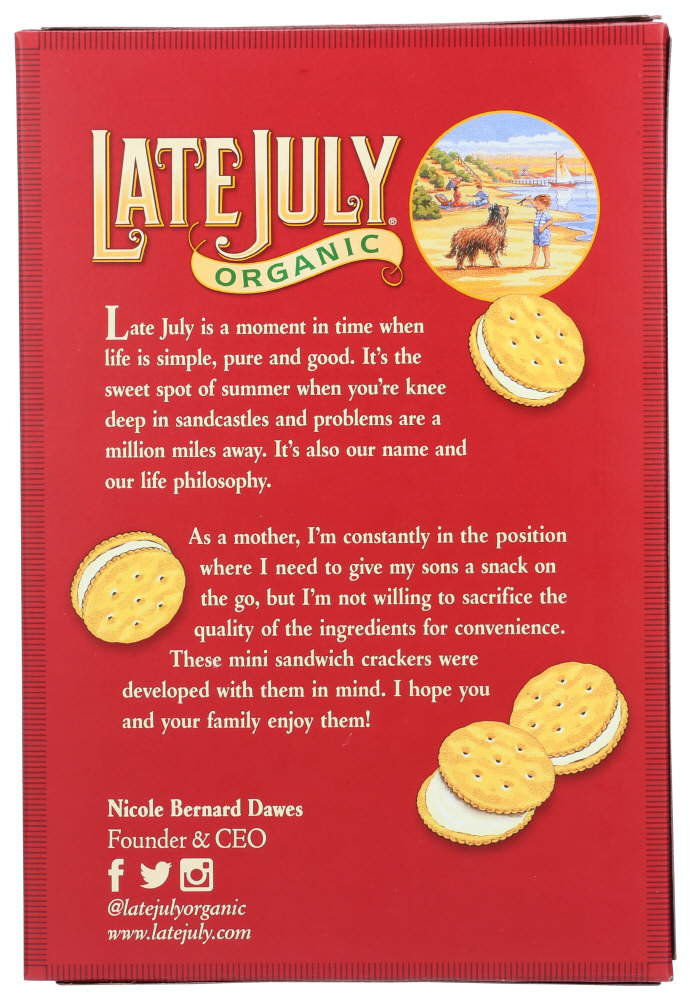 LATE JULY®
ORGANIC
Late July is a moment in time when
life is simple, pure and good. It's the
sweet spot of summer when you're knee
deep in sandcastles and problems are a
million miles away. It's also our name and
our life philosophy.
As a mother, I'm constantly in the position
where I need to give my sons a snack on
the go, but I'm not willing to sacrifice the
quality of the ingredients for convenience.
These mini sandwich crackers were
developed with them in mind. I hope you
and your family enjoy them!
Nicole Bernard Dawes
Founder & CEO
@latejulyorganic
www.latejuly.com